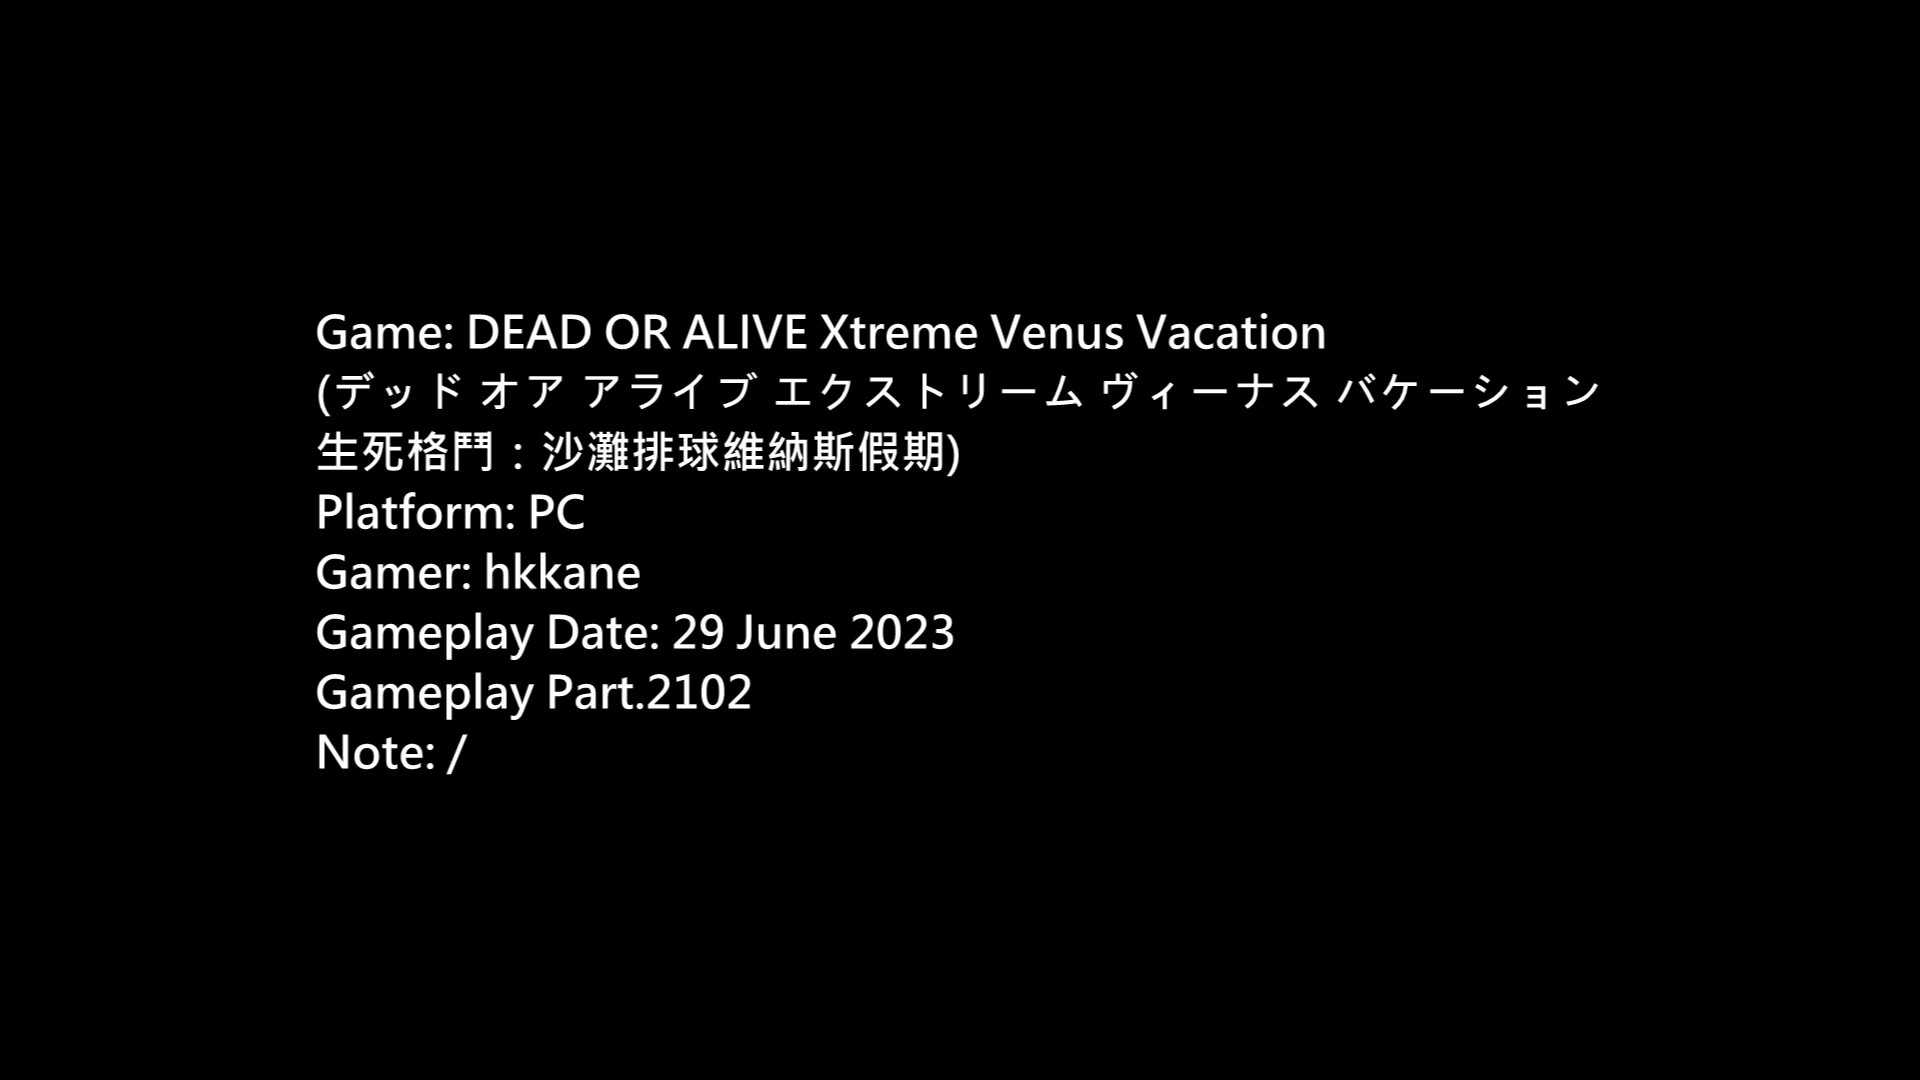 Game: DEAD OR ALIVE Xtreme Venus Vacation
(デッド オア アライブ エクストリーム ヴィーナス バケーション
生死格鬥：沙灘排球維納斯假期)
Platform: PC
Gamer: hkkane
Gameplay Date: 29 June 2023
Gameplay Part.2102
Note: /